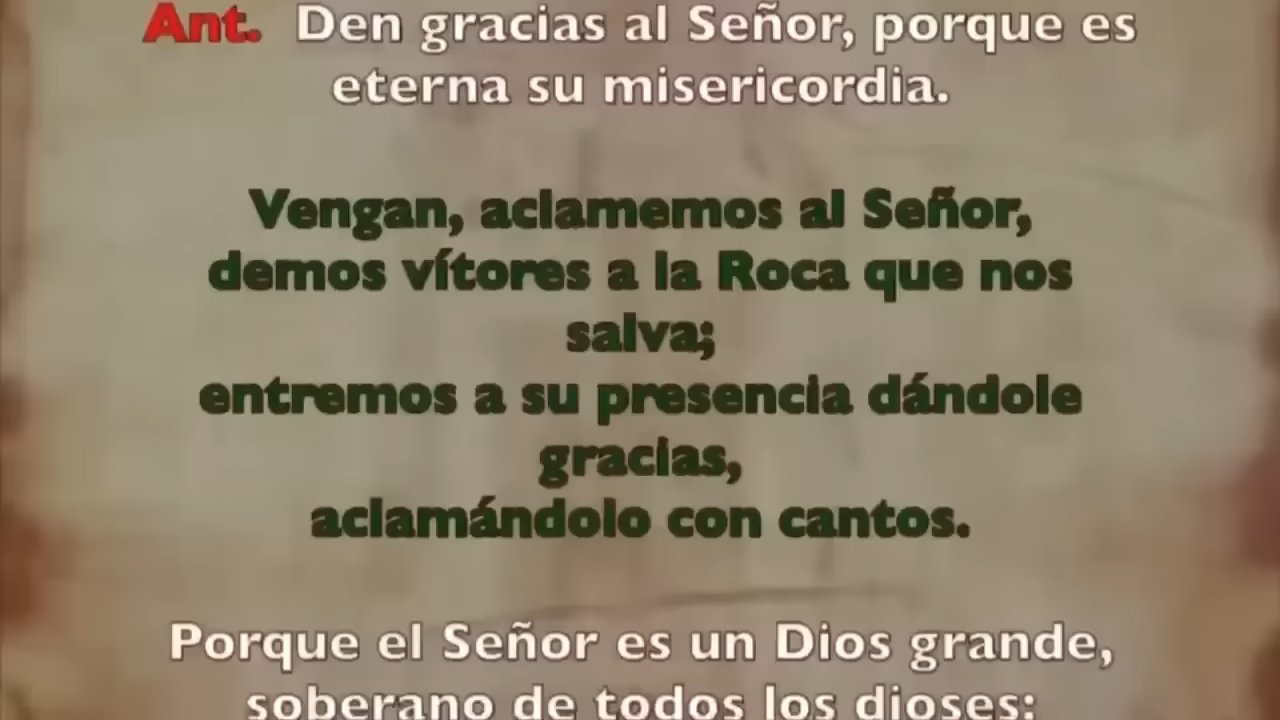 Ant. Den gracias al Señor, porque es
eterna su misericordia.
Vengan, aclamemos al Señor,
demos vítores a la Roca que nos
salva;
entremos a su presencia dándole
gracias,
aclamándolo con cantos.
Porque el Señor es un Dios grande,
soberano de todos los dioses: